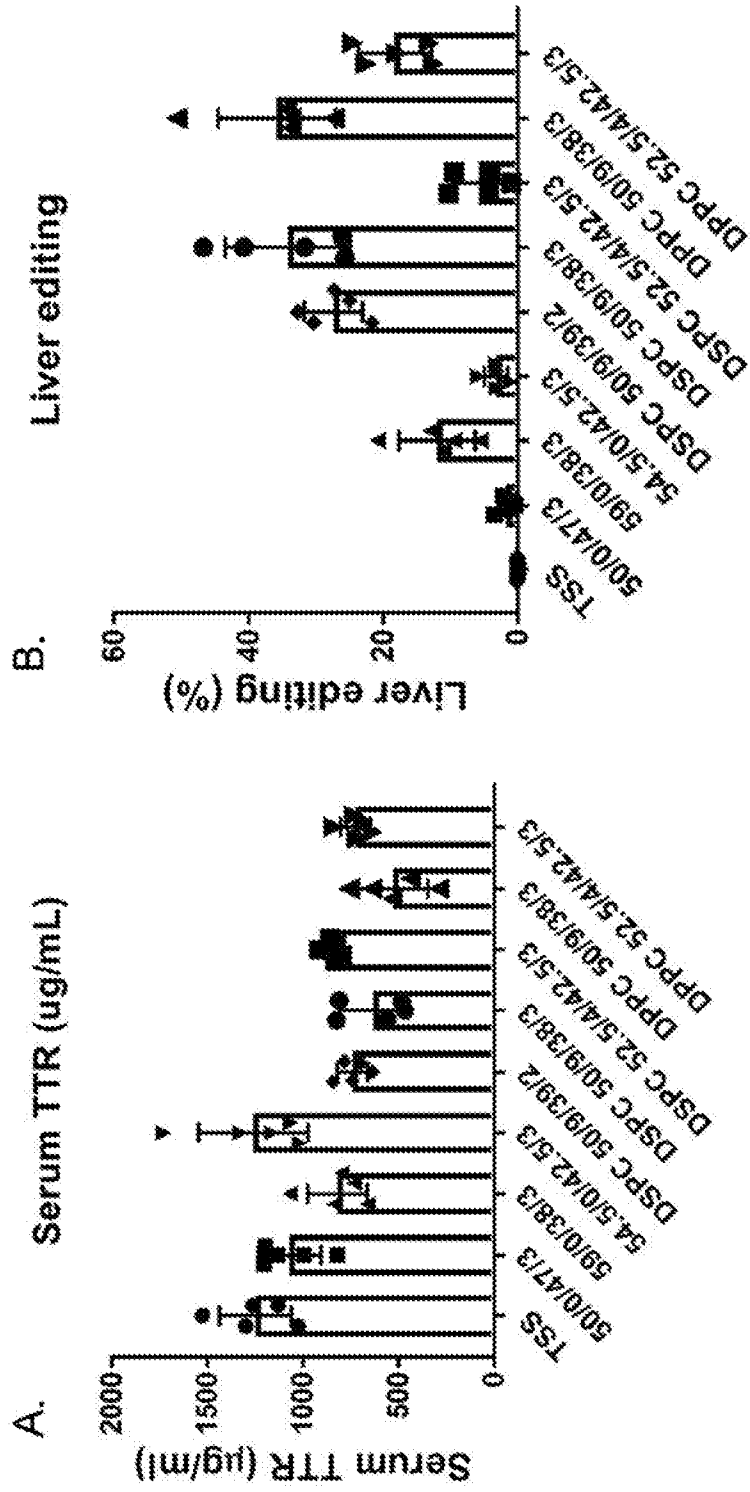 A.
Serum TTR (ug/mL)
Serum TTR (µg/ml)
2000
1500
1000
500
0
TSS
50/0/47/3
59/0/38/3
54.5/0/42.5/3
DSPC 50/9/39/2
DSPC 50/9/38/3
DSPC 52.5/4/42.5/3
DPPC 50/9/38/3
DPPC 52.5/4/42.5/3
B.
Liver editing
Liver editing (%)
60
40
20
0
TSS
50/0/47/3
59/0/38/3
54.5/0/42.5/3
DSPC 50/9/39/2
DSPC 50/9/38/3
DSPC 52.5/4/42.5/3
DPPC 50/9/38/3
DPPC 52.5/4/42.5/3